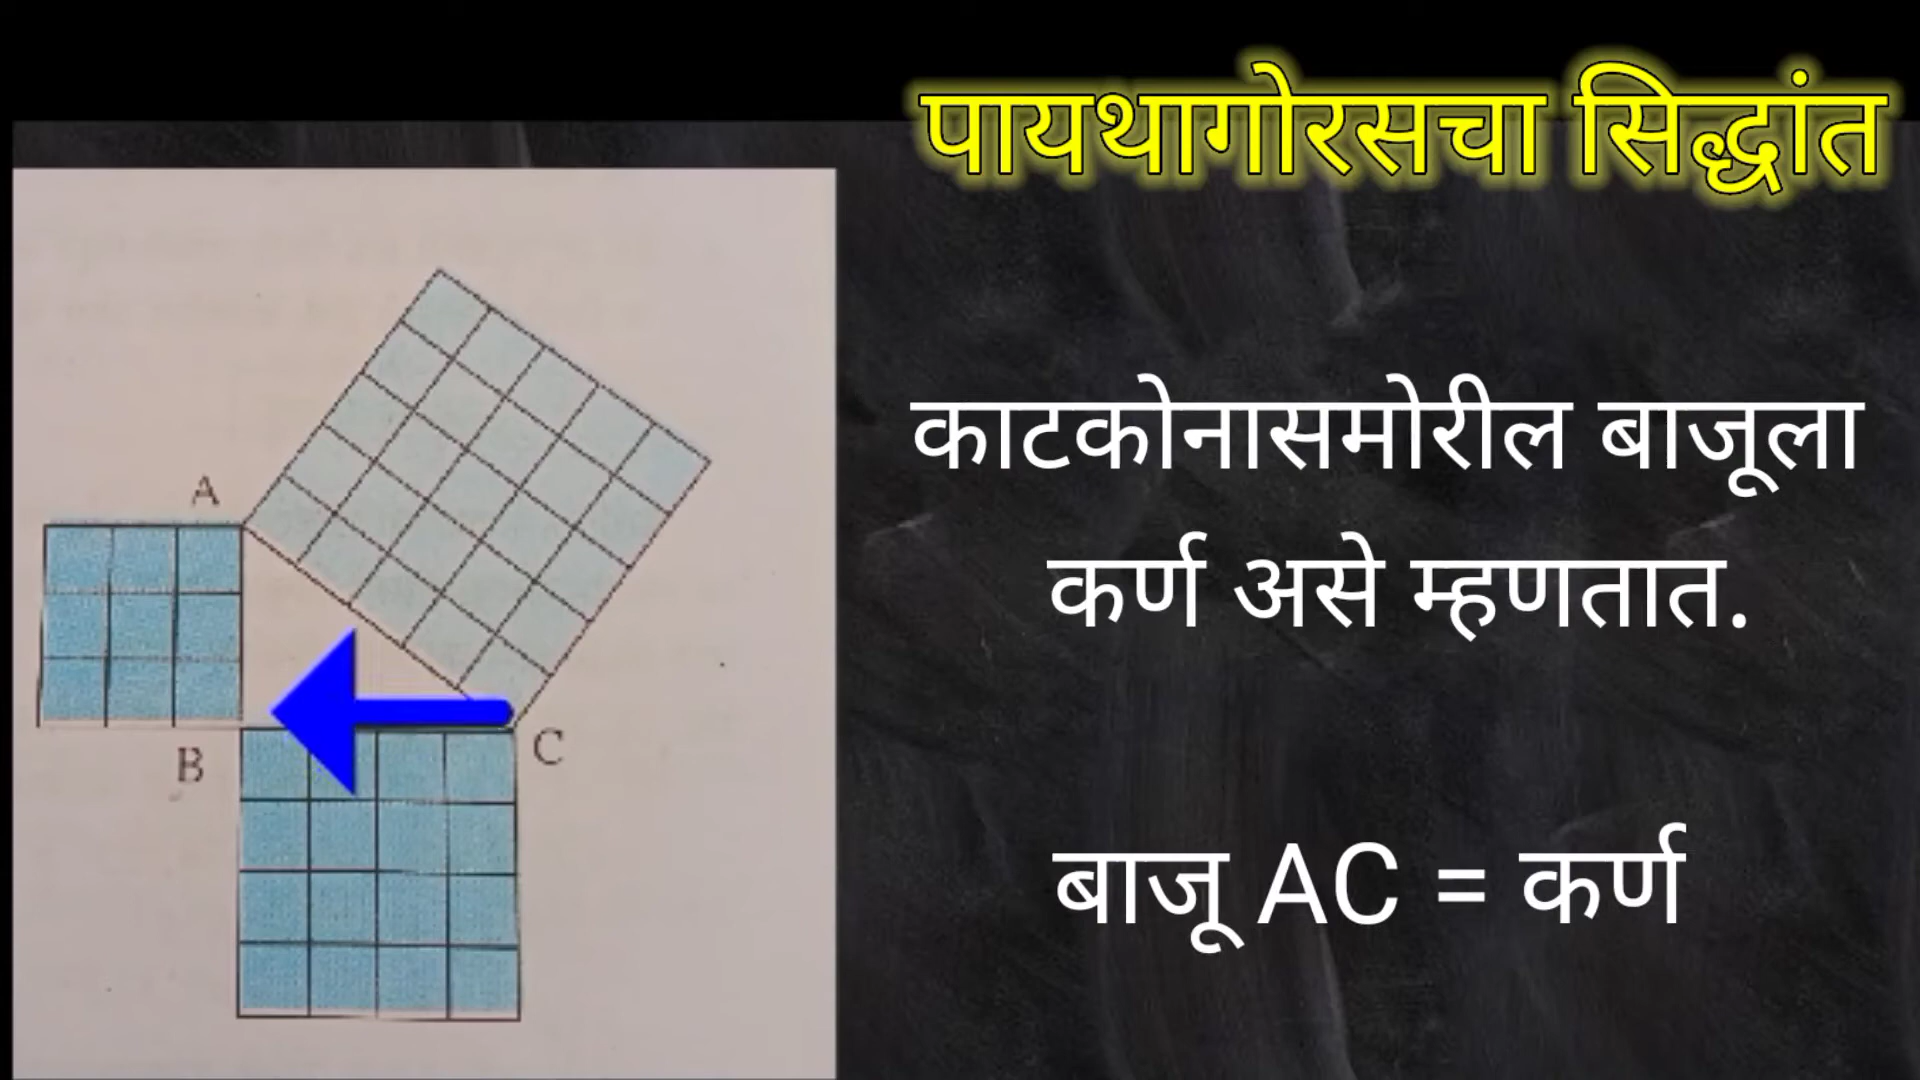 पायथागोरसचा सिद्धांत
काटकोनासमोरील बाजूला
कर्ण असे म्हणतात.
बाजू AC = कर्ण
A
B
C